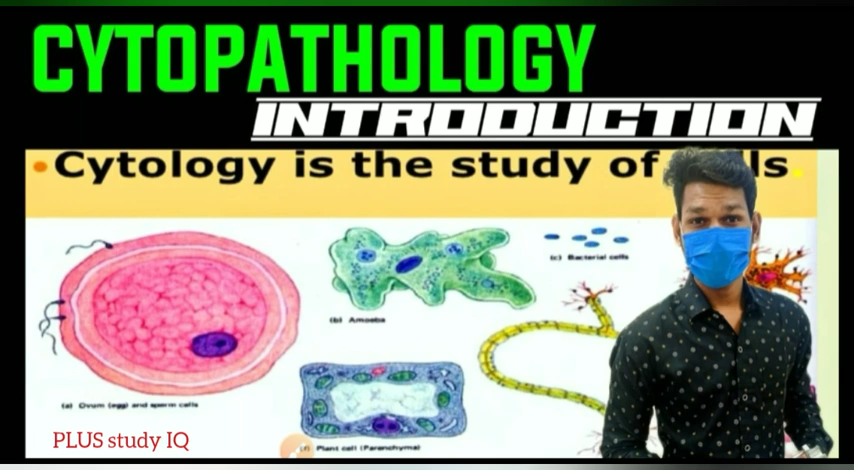 CYTOPATHOLOGY
INTRODUCTION
• Cytology is the study of lls.
(c) Bacterial cells
(b) Amoeba
(a) Ovum (egg) and sperm cells
PLUS study IQ
(f) Plant cell (Parenchyma)